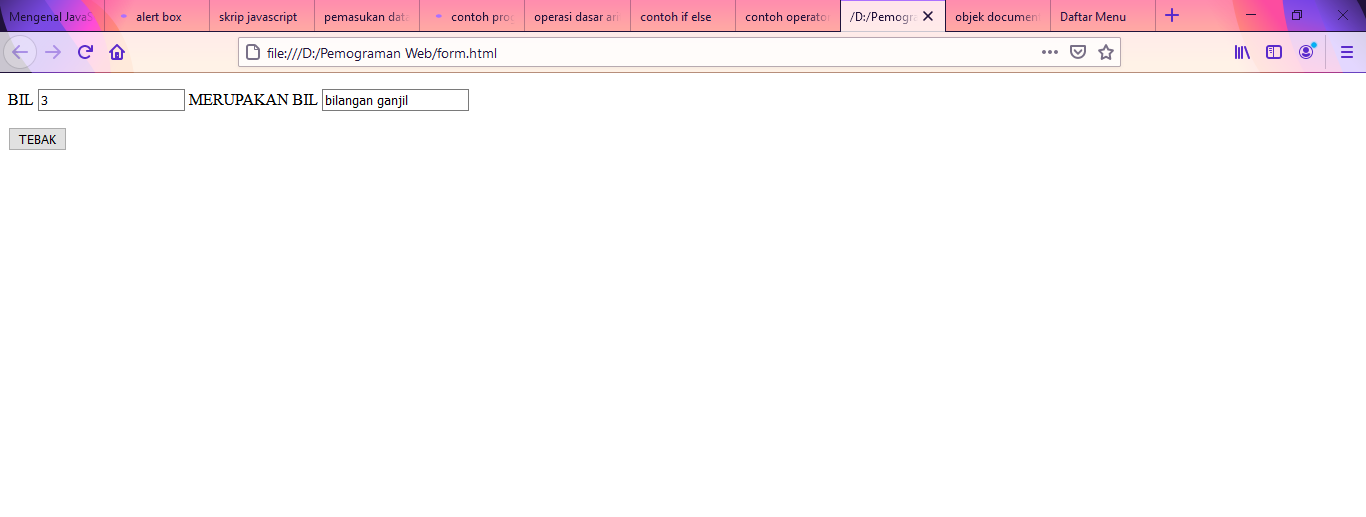 Mengenal JavaS alert box skrip javascript pemasukan data contoh prog operasi dasar ari contoh if else contoh operator /D:/Pemogra objek document Daftar Menu
file:///D:/Pemograman Web/form.html
BIL 3 MERUPAKAN BIL bilangan ganjil
TEBAK